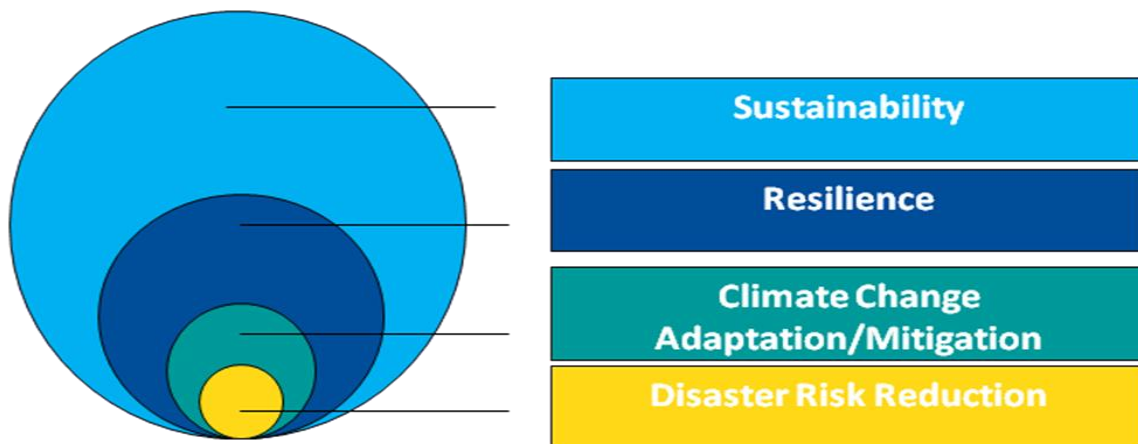 Sustainability
Resilience
Climate Change
Adaptation/Mitigation
Disaster Risk Reduction